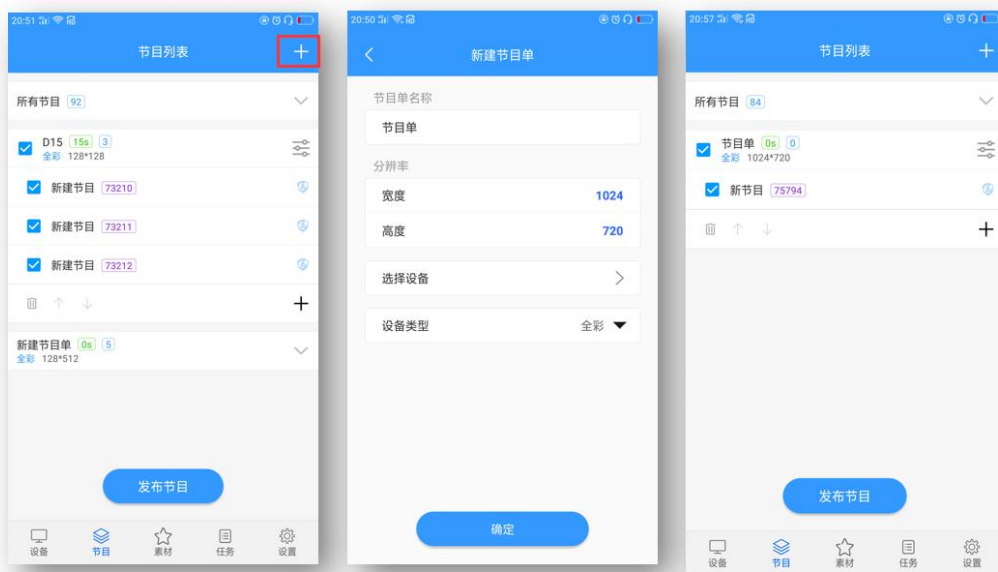 20:51
节目列表
+
所有节目 92
D15 15s 3
全彩 128*128
新建节目 73210
新建节目 73211
新建节目 73212
新建节目单 0s 5
全彩 128*512
发布节目
设备 节目 素材 任务 设置
20:50
新建节目单
节目单名称
节目单
分辨率
宽度 1024
高度 720
选择设备
设备类型 全彩
确定
20:57
节目列表
+
所有节目 84
节目单 0s 0
全彩 1024*720
新节目 75794
发布节目
设备 节目 素材 任务 设置